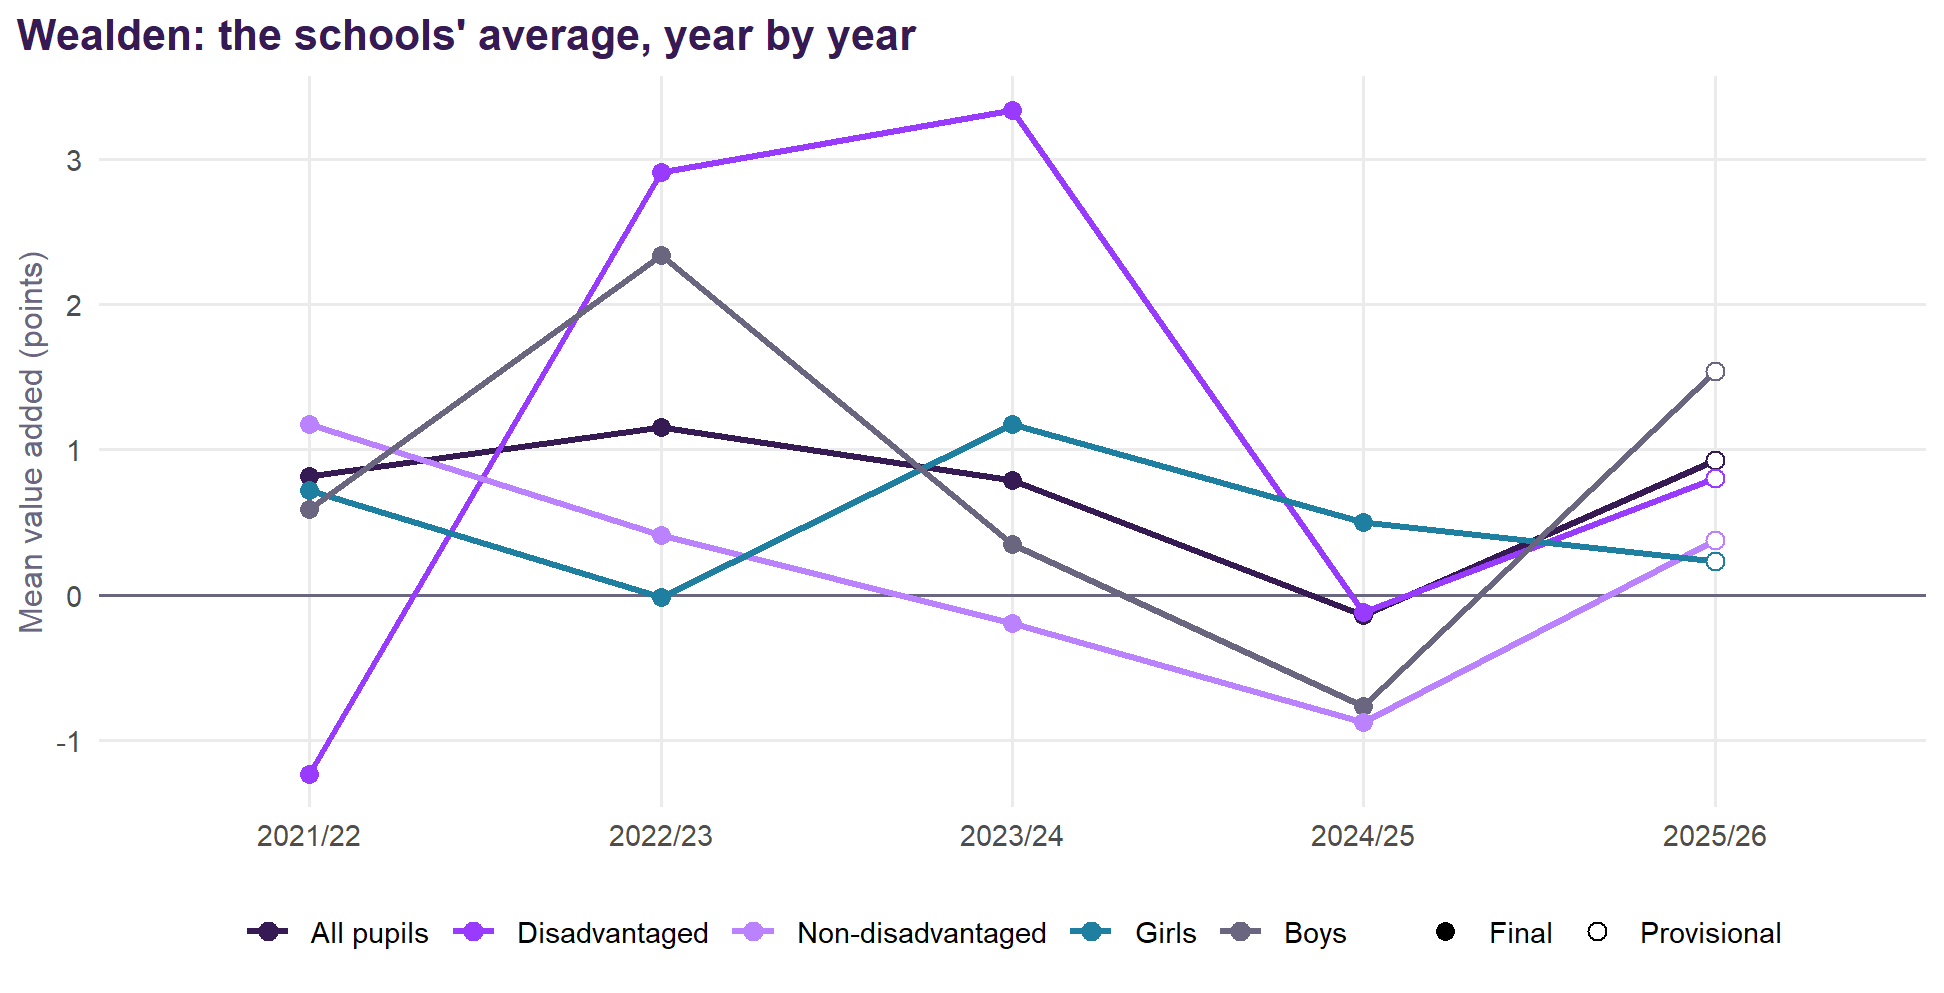 Wealden: the schools' average, year by year
Mean value added (points)
3
2
1
0
-1
2021/22 2022/23 2023/24 2024/25 2025/26
All pupils Disadvantaged Non-disadvantaged Girls Boys Final Provisional